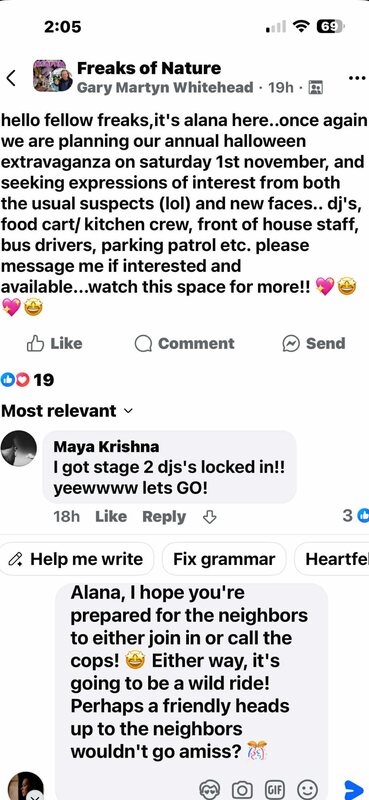 2:05
69
Freaks of Nature
Gary Martyn Whitehead · 19h ·
hello fellow freaks,it's alana here..once again
we are planning our annual halloween
extravaganza on saturday 1st november, and
seeking expressions of interest from both
the usual suspects (lol) and new faces.. dj's,
food cart/ kitchen crew, front of house staff,
bus drivers, parking patrol etc. please
message me if interested and
available...watch this space for more!! 💖🤩
💖🤩
Like Comment Send
19
Most relevant
Maya Krishna
I got stage 2 djs's locked in!!
yeewwww lets GO!
18h Like Reply 3
Help me write Fix grammar Heartfel
Alana, I hope you're
prepared for the neighbors
to either join in or call the
cops! 🤩 Either way, it's
going to be a wild ride!
Perhaps a friendly heads
up to the neighbors
wouldn't go amiss? 🎊
GIF